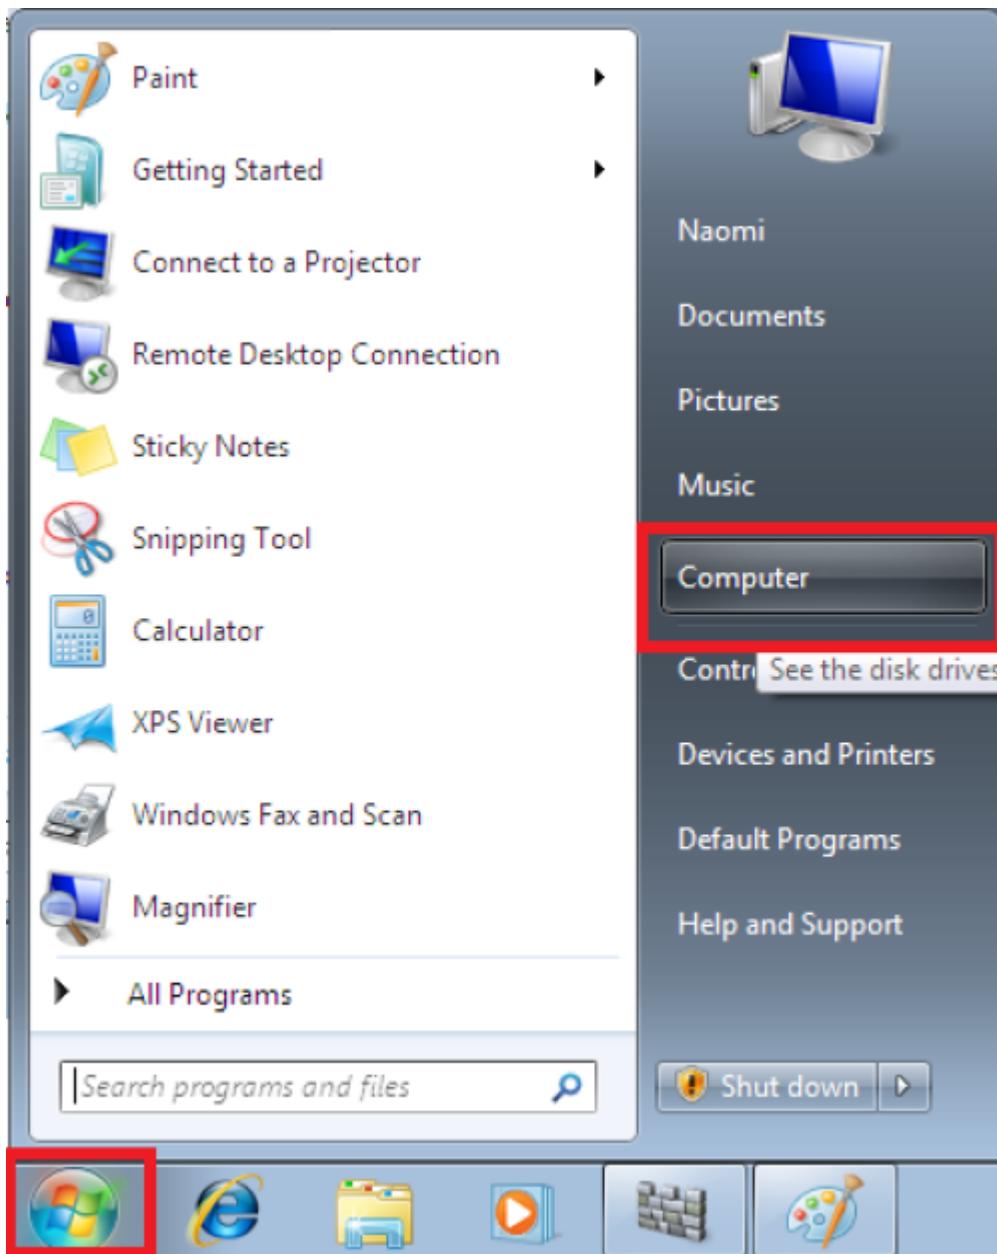 Paint
Getting Started
Connect to a Projector
Remote Desktop Connection
Sticky Notes
Snipping Tool
Calculator
XPS Viewer
Windows Fax and Scan
Magnifier
All Programs
Search programs and files
Naomi
Documents
Pictures
Music
Computer
Contr
See the disk drives
Devices and Printers
Default Programs
Help and Support
Shut down